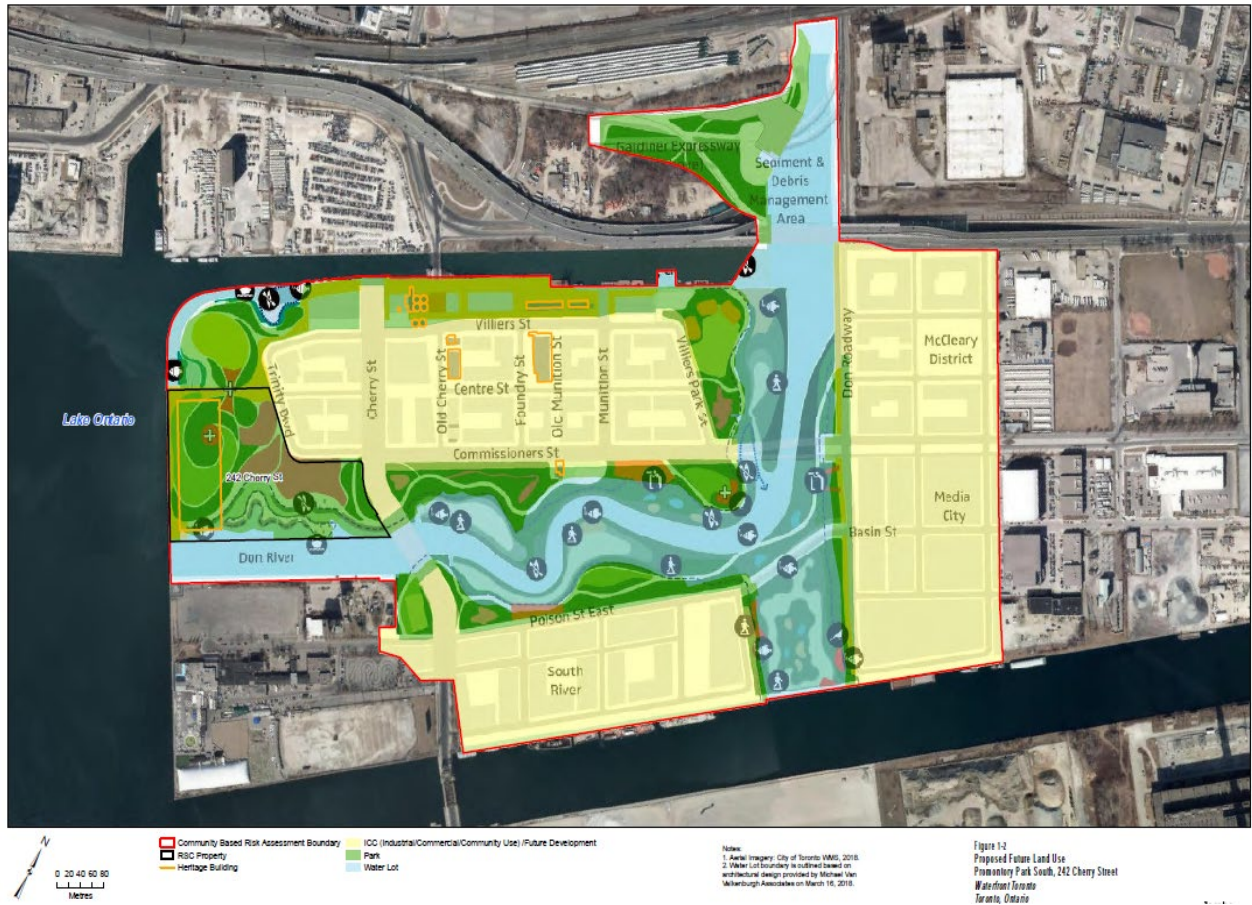 Gardiner Expressway
Sediment &
Debris
Management
Area
Villiers St
Trinity Blvd
Cherry St
Old Cherry St
Centre St
Foundry St
Olc Munition St
Munition St
Villiers Park St
Commissioners St
Don Roadway
McCleary
District
Media
City
Basin St
Lake Ontario
242 Cherry St
Don River
Polson St East
South
River
N
0 20 40 60 80
Metres
Community Based Risk Assessment Boundary
RSC Property
Heritage Building
ICC (Industrial/Commercial/Community Use) /Future Development
Park
Water Lot
Notes:
1. Aerial Imagery: City of Toronto WMS, 2018.
2. Water Lot boundary is outlined based on
architectural design provided by Michael Van
Valkenburgh Associates on March 16, 2018.
Figure 1-2
Proposed Future Land Use
Promontory Park South, 242 Cherry Street
Waterfront Toronto
Toronto, Ontario